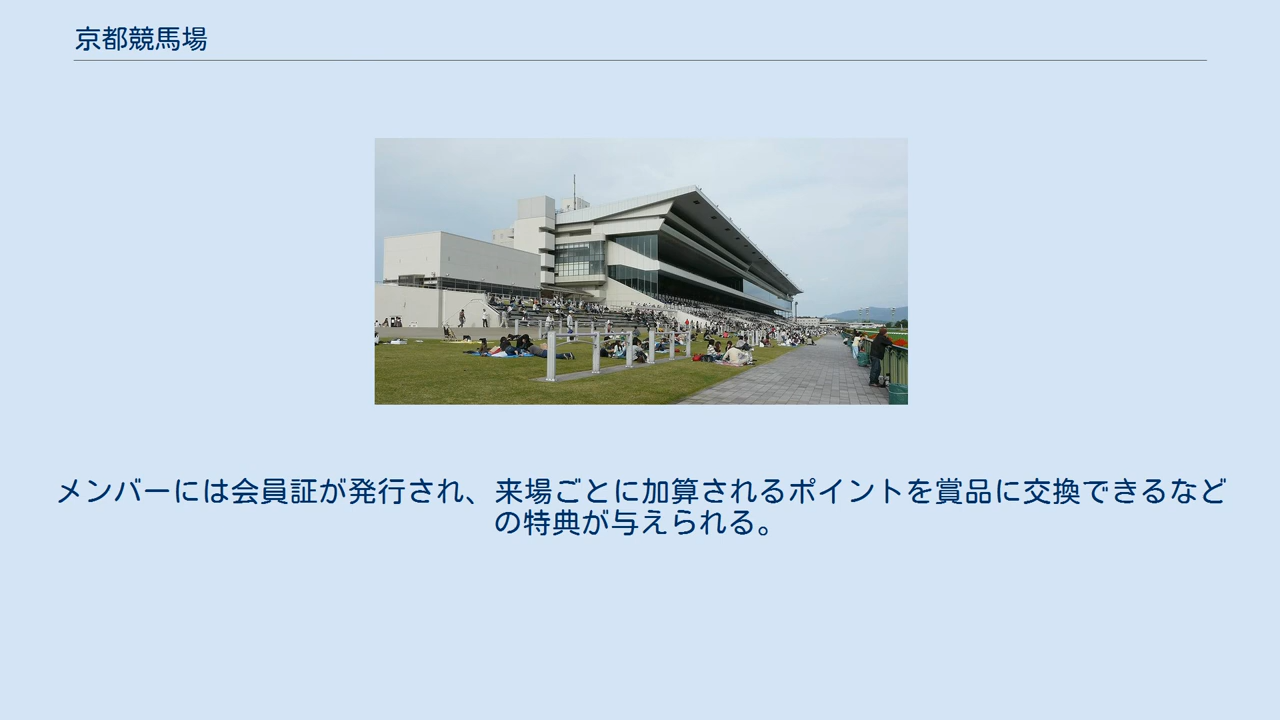 京都競馬場
メンバーには会員証が発行され、来場ごとに加算されるポイントを賞品に交換できるなど
の特典が与えられる。